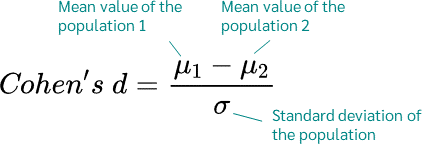 Mean value of the Mean value of the
population 1 population 2
Cohen's d = (μ₁ − μ₂) / σ
Standard deviation of
the population